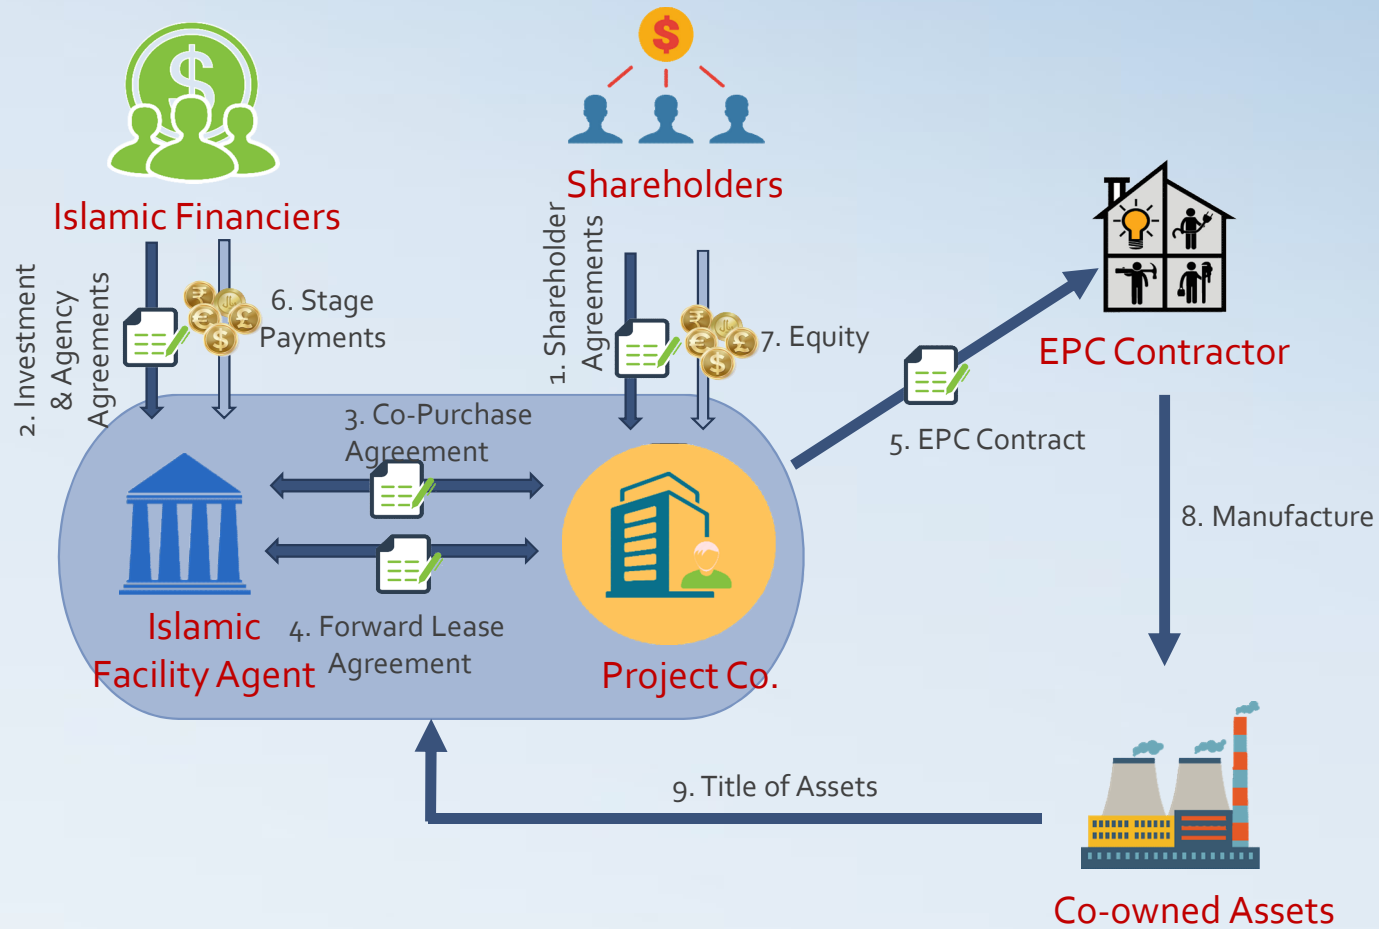 Islamic Financiers
Shareholders
EPC Contractor
2. Investment
& Agency
Agreements
6. Stage
Payments
1. Shareholder
Agreements
7. Equity
3. Co-Purchase
Agreement
5. EPC Contract
8. Manufacture
Islamic
Facility Agent
4. Forward Lease
Agreement
Project Co.
9. Title of Assets
Co-owned Assets